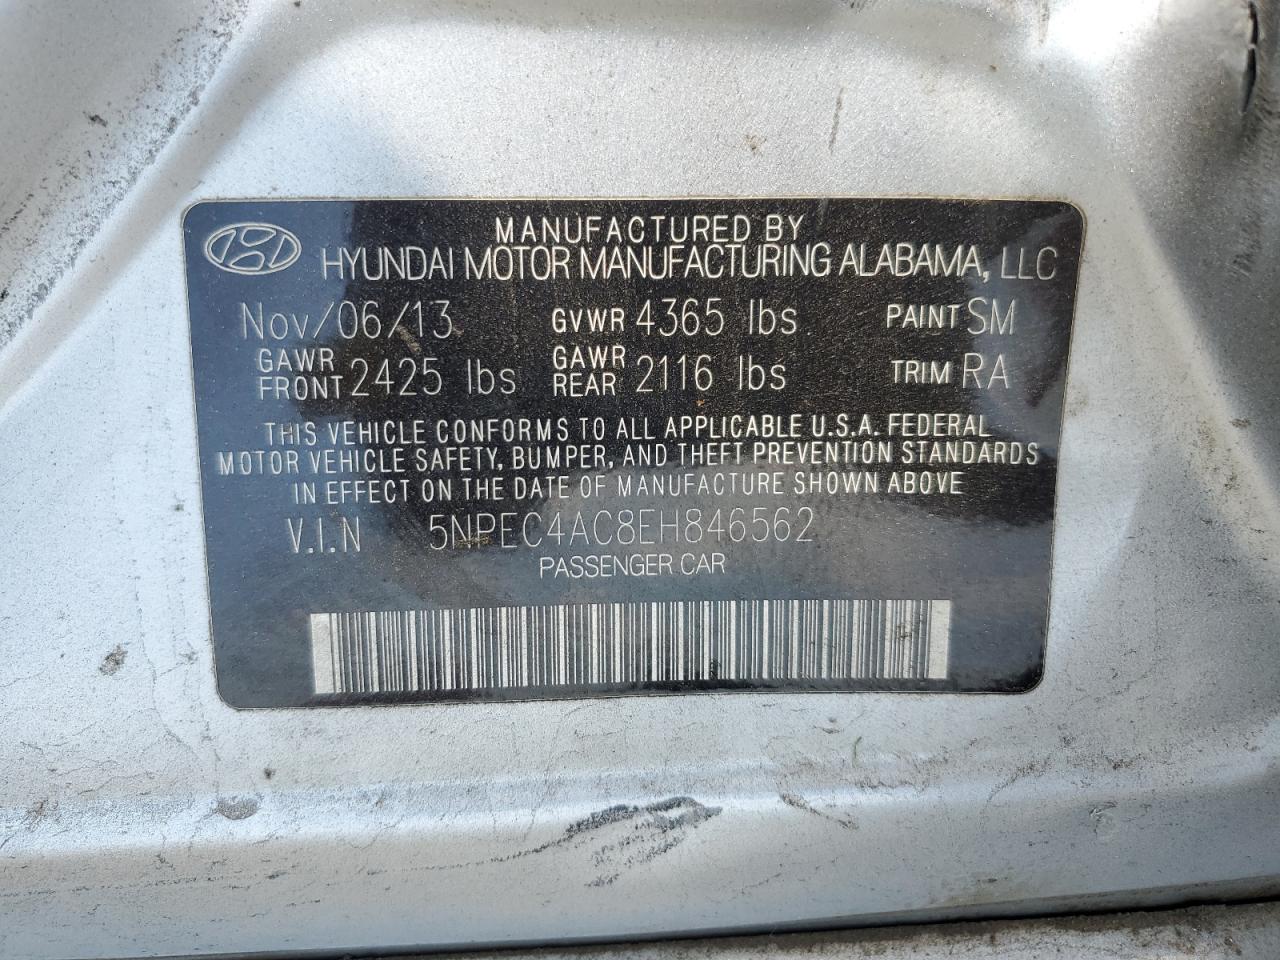 MANUFACTURED BY
HYUNDAI MOTOR MANUFACTURING ALABAMA, LLC
Nov/06/13 GVWR 4365 lbs PAINT SM
GAWR FRONT 2425 lbs GAWR REAR 2116 lbs TRIM RA
THIS VEHICLE CONFORMS TO ALL APPLICABLE U.S.A. FEDERAL
MOTOR VEHICLE SAFETY, BUMPER, AND THEFT PREVENTION STANDARDS
IN EFFECT ON THE DATE OF MANUFACTURE SHOWN ABOVE
V.I.N 5NPEC4AC8EH846562
PASSENGER CAR